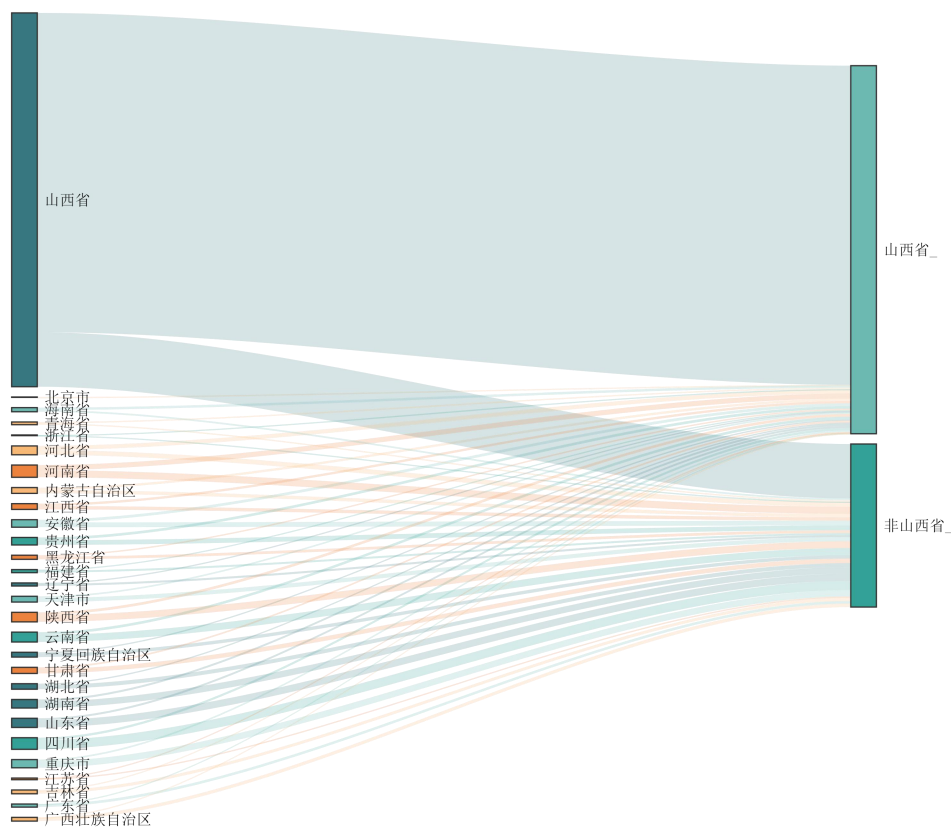 山西省
北京市
海南省
青海省
浙江省
河北省
河南省
内蒙古自治区
江西省
安徽省
贵州省
黑龙江省
福建省
辽宁省
天津市
陕西省
云南省
宁夏回族自治区
甘肃省
湖北省
湖南省
山东省
四川省
重庆市
江苏省
吉林省
广东省
广西壮族自治区
山西省_
非山西省_